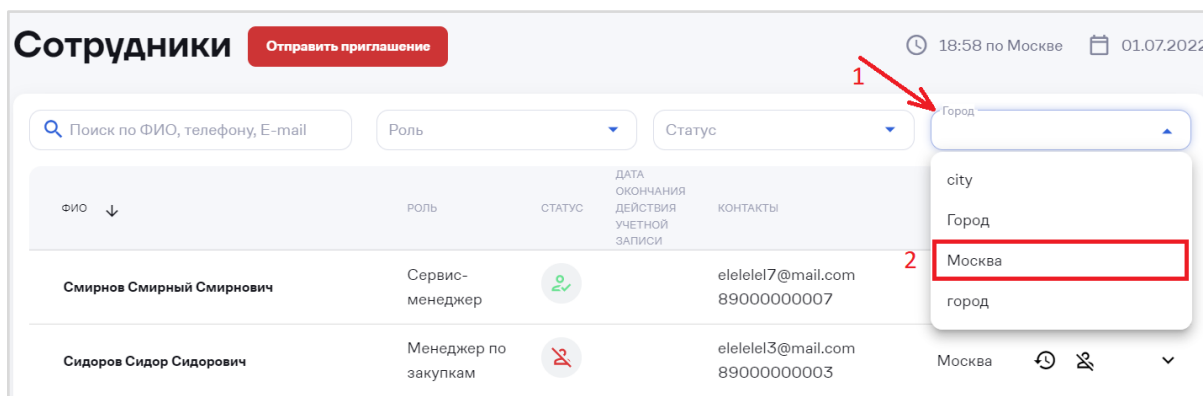 Сотрудники
Отправить приглашение
18:58 по Москве
01.07.2022
1
Поиск по ФИО, телефону, E-mail
Роль
Статус
Город
city
Город
2
Москва
город
ФИО
РОЛЬ
СТАТУС
ДАТА
ОКОНЧАНИЯ
ДЕЙСТВИЯ
УЧЕТНОЙ
ЗАПИСИ
КОНТАКТЫ
Смирнов Смирный Смирнович
Сервис-
менеджер
elelelel7@mail.com
89000000007
Сидоров Сидор Сидорович
Менеджер по
закупкам
elelelel3@mail.com
89000000003
Москва